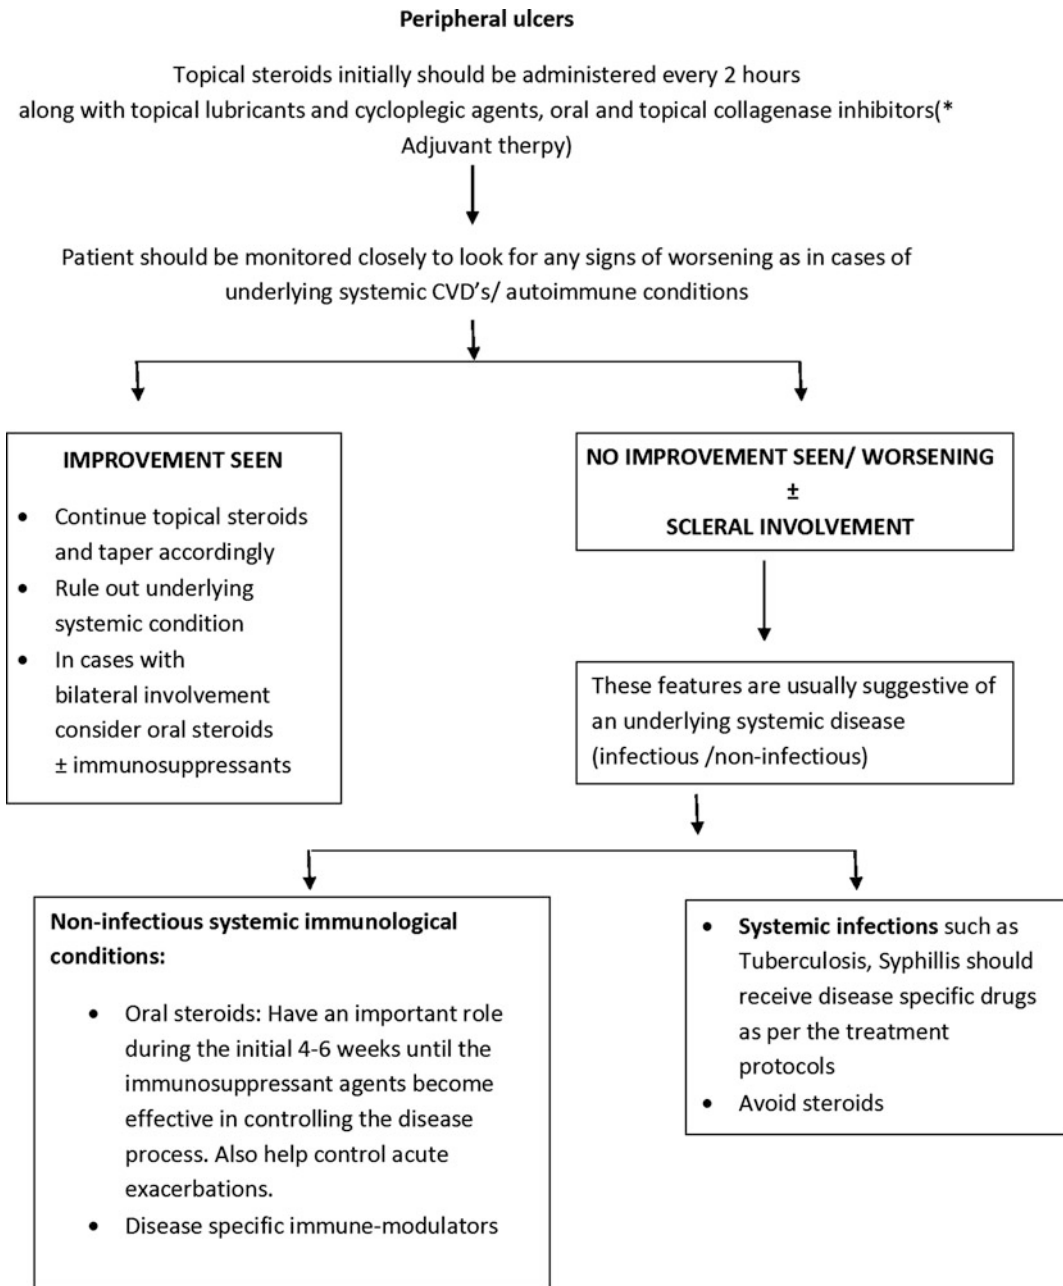 Peripheral ulcers
Topical steroids initially should be administered every 2 hours
along with topical lubricants and cycloplegic agents, oral and topical collagenase inhibitors(*
Adjuvant therpy)
Patient should be monitored closely to look for any signs of worsening as in cases of
underlying systemic CVD's/ autoimmune conditions
IMPROVEMENT SEEN
• Continue topical steroids
and taper accordingly
• Rule out underlying
systemic condition
• In cases with
bilateral involvement
consider oral steroids
± immunosuppressants
NO IMPROVEMENT SEEN/ WORSENING
±
SCLERAL INVOLVEMENT
These features are usually suggestive of
an underlying systemic disease
(infectious /non-infectious)
Non-infectious systemic immunological
conditions:
• Oral steroids: Have an important role
during the initial 4-6 weeks until the
immunosuppressant agents become
effective in controlling the disease
process. Also help control acute
exacerbations.
• Disease specific immune-modulators
• Systemic infections such as
Tuberculosis, Syphillis should
receive disease specific drugs
as per the treatment
protocols
• Avoid steroids